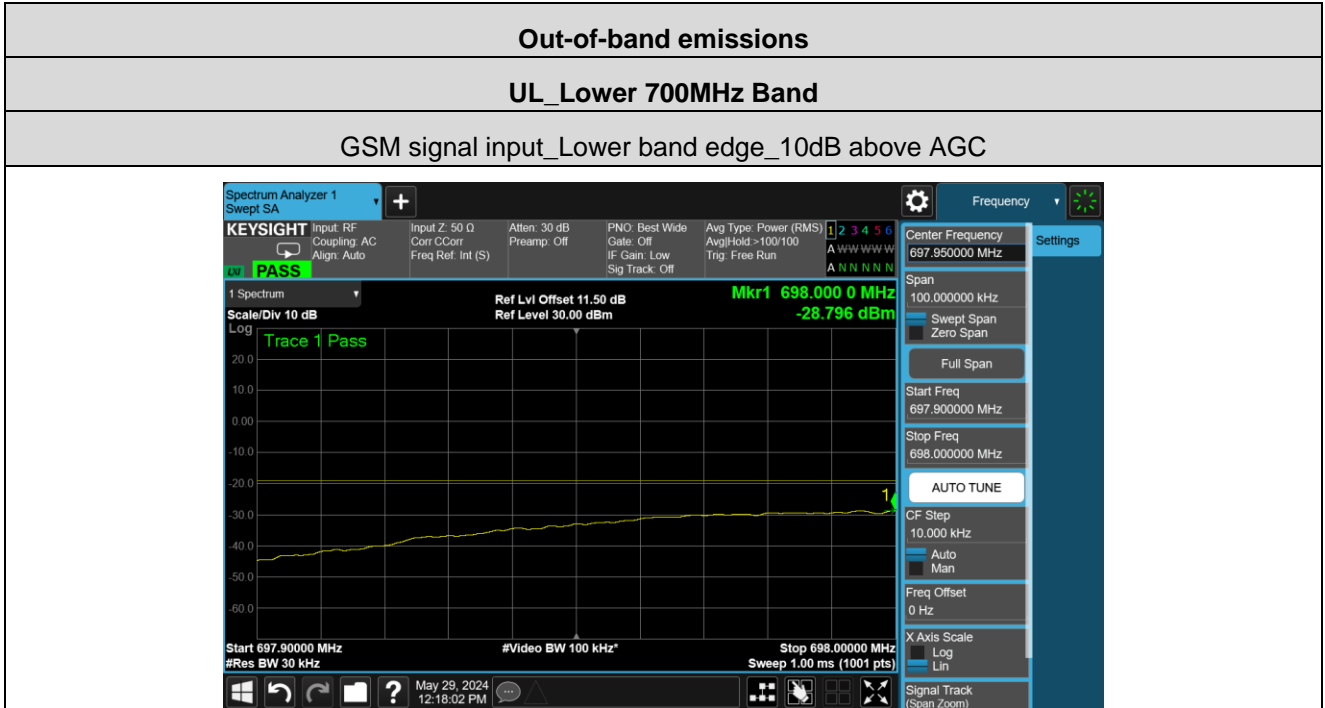 Out-of-band emissions
UL_Lower 700MHz Band
GSM signal input_Lower band edge_10dB above AGC
Spectrum Analyzer 1
Swept SA
+
Frequency
KEYSIGHT
Input: RF
Coupling: AC
Align: Auto
Input Z: 50 Ω
Corr CCorr
Freq Ref: Int (S)
Atten: 30 dB
Preamp: Off
PNO: Best Wide
Gate: Off
IF Gain: Low
Sig Track: Off
Avg Type: Power (RMS)
Avg|Hold:>100/100
Trig: Free Run
1 2 3 4 5 6
A W W W W W
A N N N N N
LXI
PASS
1 Spectrum
Scale/Div 10 dB
Ref Lvl Offset 11.50 dB
Ref Level 30.00 dBm
Mkr1 698.000 0 MHz
-28.796 dBm
Log
Trace 1 Pass
20.0
10.0
0.00
-10.0
-20.0
-30.0
-40.0
-50.0
-60.0
1
Start 697.90000 MHz
#Res BW 30 kHz
#Video BW 100 kHz*
Stop 698.00000 MHz
Sweep 1.00 ms (1001 pts)
Center Frequency
697.950000 MHz
Settings
Span
100.000000 kHz
Swept Span
Zero Span
Full Span
Start Freq
697.900000 MHz
Stop Freq
698.000000 MHz
AUTO TUNE
CF Step
10.000 kHz
Auto
Man
Freq Offset
0 Hz
X Axis Scale
Log
Lin
Signal Track
(Span Zoom)
?
May 29, 2024
12:18:02 PM